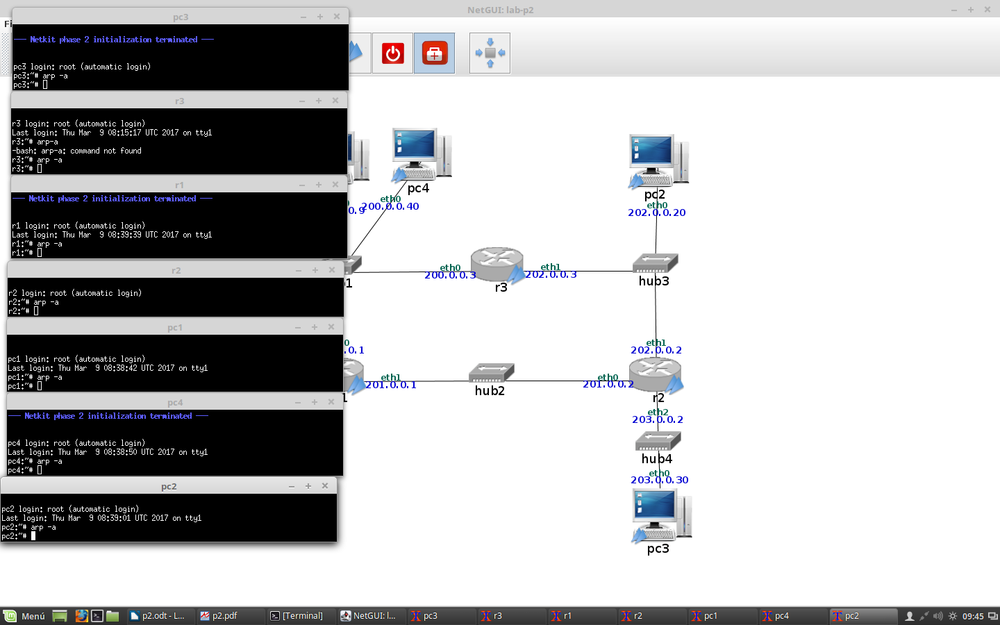 NetGUI: lab-p2
pc3
─── Netkit phase 2 initialization terminated ───
pc3 login: root (automatic login)
pc3:~# arp -a
pc3:~#
r3
r3 login: root (automatic login)
Last login: Thu Mar  9 08:15:17 UTC 2017 on tty1
r3:~# arp-a
-bash: arp-a: command not found
r3:~# arp -a
r3:~#
r1
─── Netkit phase 2 initialization terminated ───
r1 login: root (automatic login)
Last login: Thu Mar  9 08:39:39 UTC 2017 on tty1
r1:~# arp -a
r1:~#
r2
r2 login: root (automatic login)
r2:~# arp -a
r2:~#
pc1
pc1 login: root (automatic login)
Last login: Thu Mar  9 08:38:42 UTC 2017 on tty1
pc1:~# arp -a
pc1:~#
pc4
─── Netkit phase 2 initialization terminated ───
pc4 login: root (automatic login)
Last login: Thu Mar  9 08:38:50 UTC 2017 on tty1
pc4:~# arp -a
pc4:~#
pc2
pc2 login: root (automatic login)
Last login: Thu Mar  9 08:39:01 UTC 2017 on tty1
pc2:~# arp -a
pc2:~#
pc4
eth0
200.0.0.40
pc2
eth0
202.0.0.20
eth0
200.0.0.3
r3
eth1
202.0.0.3
hub3
eth1
202.0.0.2
eth1
201.0.0.1
hub2
eth0
201.0.0.2
r2
eth2
203.0.0.2
hub4
eth0
203.0.0.30
pc3
Menú
p2.odt - L...
p2.pdf
[Terminal]
NetGUI: l...
pc3
r3
r1
r2
pc1
pc4
pc2
09:45